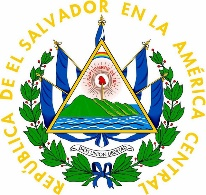 REPÚBLICA DE EL SALVADOR EN LA AMÉRICA CENTRAL